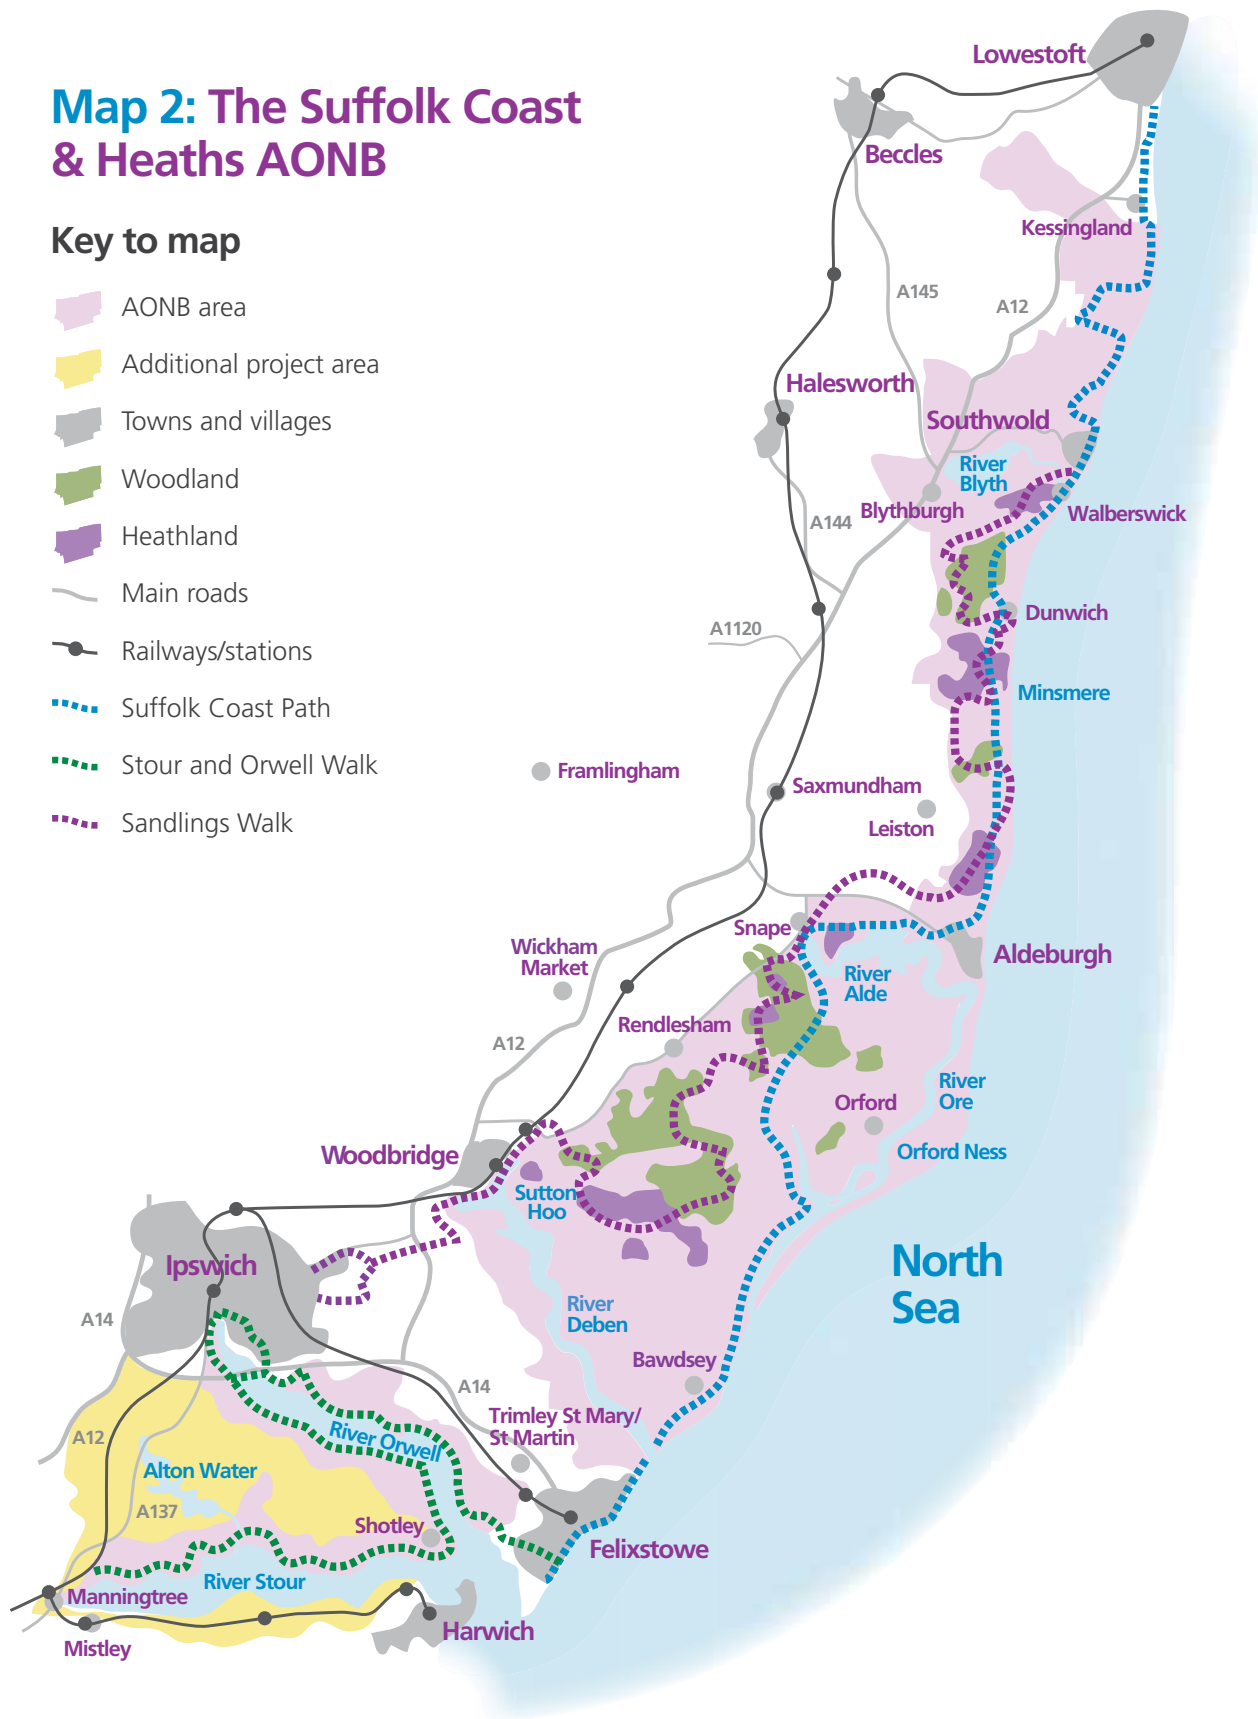 Map 2: The Suffolk Coast
& Heaths AONB
Key to map
AONB area
Additional project area
Towns and villages
Woodland
Heathland
Main roads
Railways/stations
Suffolk Coast Path
Stour and Orwell Walk
Sandlings Walk
Lowestoft
Beccles
Kessingland
A145
A12
Halesworth
Southwold
River
Blyth
Blythburgh
Walberswick
A144
Dunwich
A1120
Minsmere
Framlingham
Saxmundham
Leiston
Snape
Wickham
Market
Aldeburgh
River
Alde
Rendlesham
A12
River
Ore
Orford
Orford Ness
Woodbridge
Sutton
Hoo
Ipswich
North
Sea
A14
River
Deben
Bawdsey
A14
Trimley St Mary/
St Martin
River Orwell
A12
Alton Water
A137
Shotley
Felixstowe
River Stour
Manningtree
Harwich
Mistley